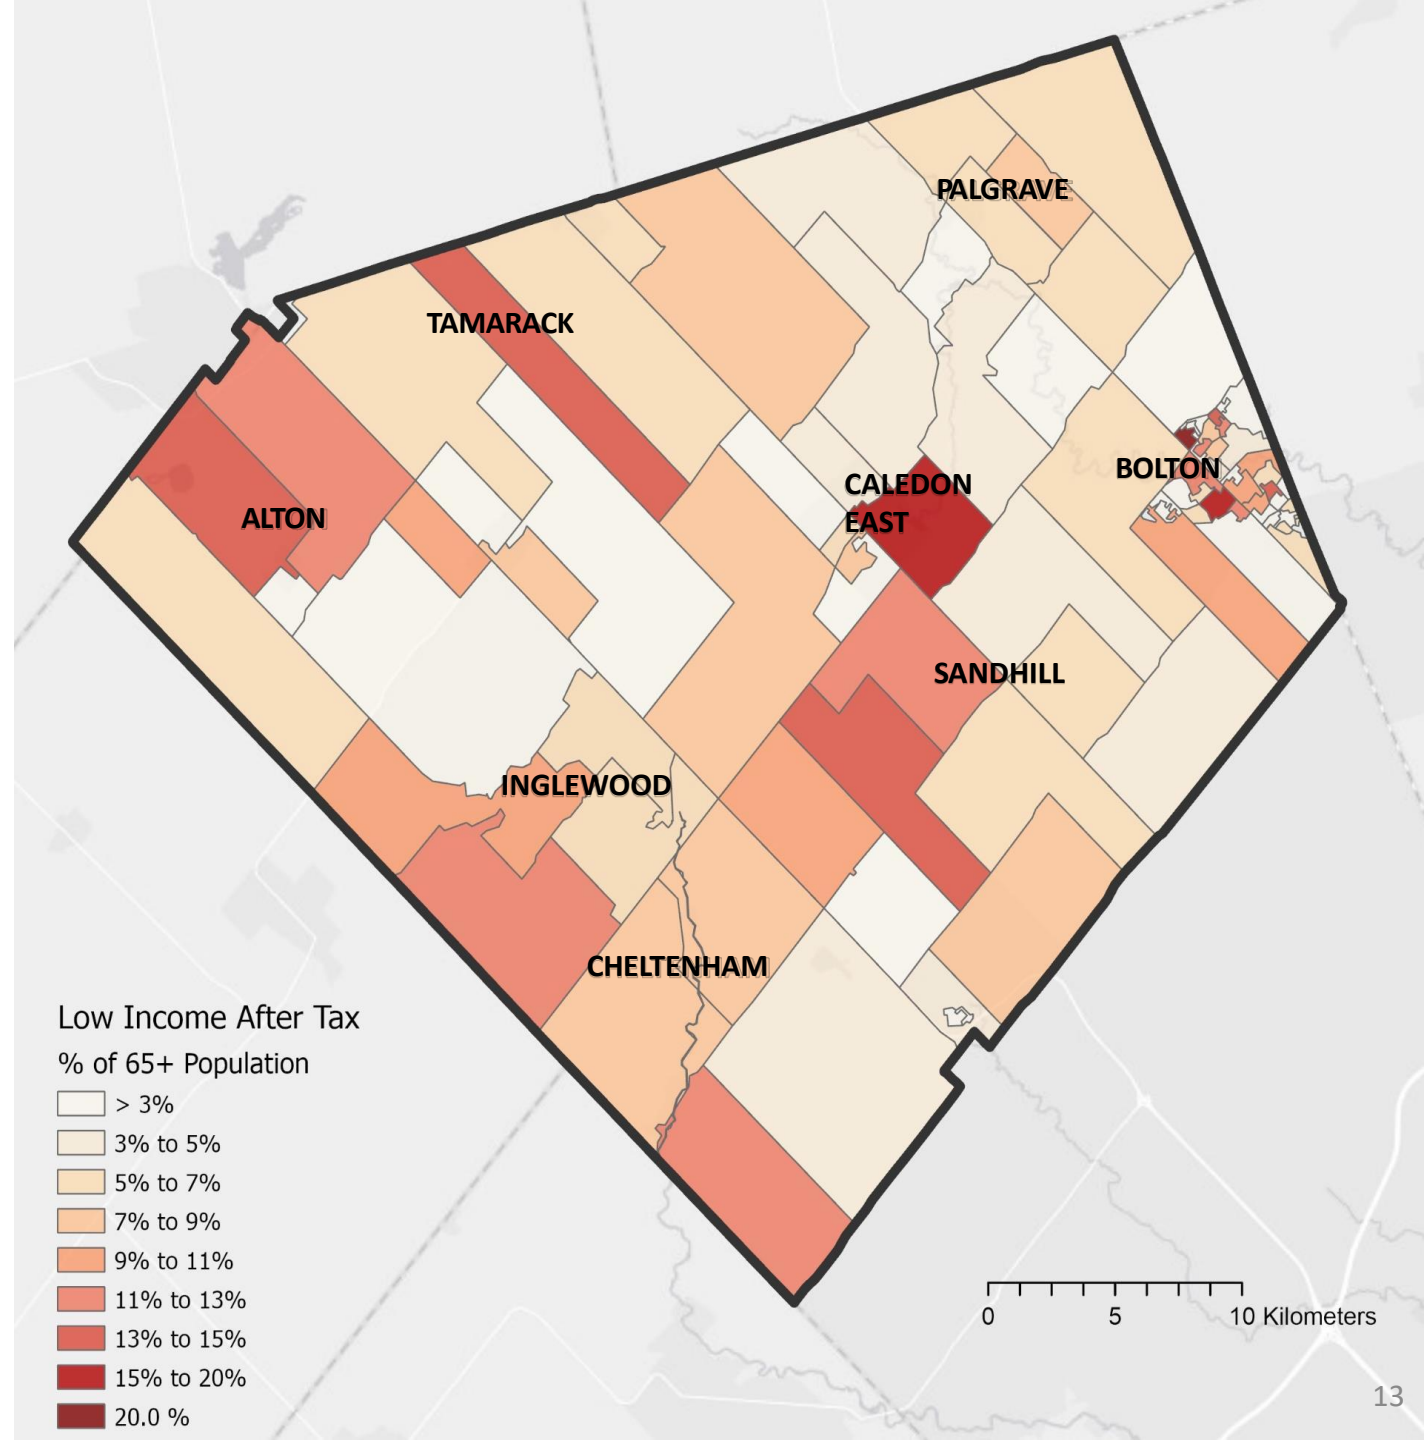 PALGRAVE
TAMARACK
BOLTON
CALEDON
EAST
ALTON
SANDHILL
INGLEWOOD
CHELTENHAM
Low Income After Tax
% of 65+ Population
> 3%
3% to 5%
5% to 7%
7% to 9%
9% to 11%
11% to 13%
13% to 15%
15% to 20%
20.0 %
0 5 10 Kilometers
13